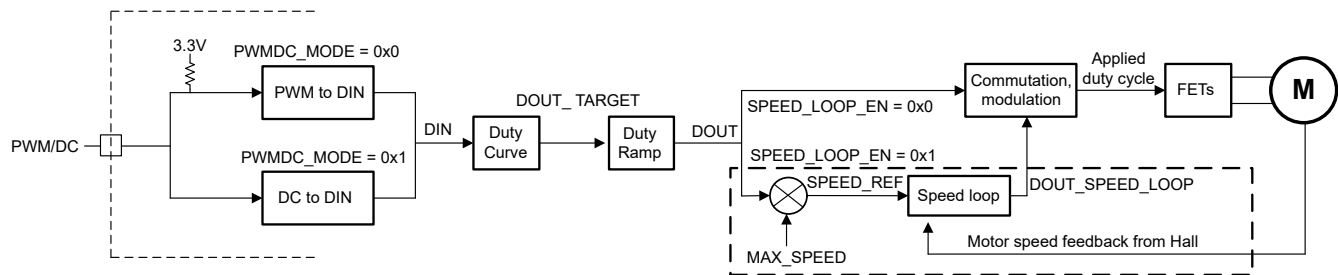 3.3V
PWMDC_MODE = 0x0
PWM to DIN
PWM/DC
PWMDC_MODE = 0x1
DC to DIN
DIN
Duty
Curve
DOUT_ TARGET
Duty
Ramp
DOUT
SPEED_LOOP_EN = 0x0
SPEED_LOOP_EN = 0x1
Commutation,
modulation
Applied
duty cycle
FETs
M
SPEED_REF
Speed loop
DOUT_SPEED_LOOP
MAX_SPEED
Motor speed feedback from Hall